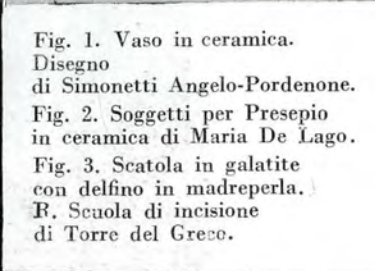 Fig. 1. Vaso in ceramica.
Disegno
di Simonetti Angelo-Pordenone.
Fig. 2. Soggetti per Presepio
in ceramica di Maria De Lago.
Fig. 3. Scatola in galatite
con delfino in madreperla.
R. Scuola di incisione
di Torre del Greco.